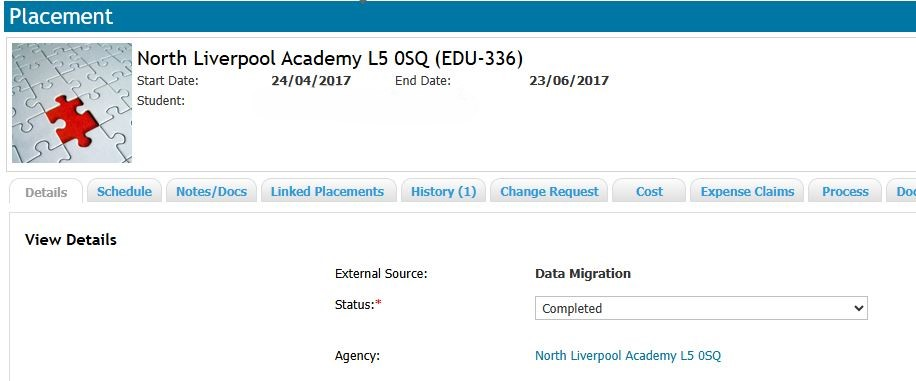 Placement
North Liverpool Academy L5 0SQ (EDU-336)
Start Date: 24/04/2017 End Date: 23/06/2017
Student:
Details Schedule Notes/Docs Linked Placements History (1) Change Request Cost Expense Claims Process Doc
View Details
External Source: Data Migration
Status:* Completed
Agency: North Liverpool Academy L5 0SQ